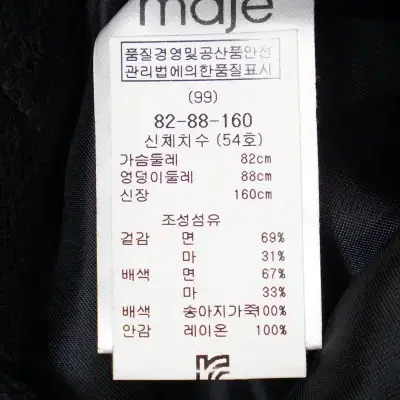 maje
품질경영및공산품안전
관리법에의한품질표시
(99)
82-88-160
신체치수 (54호)
가슴둘레 82cm
엉덩이둘레 88cm
신장 160cm
조성섬유
겉감 면 69%
마 31%
배색 면 67%
마 33%
배색 송아지가죽100%
안감 레이온 100%